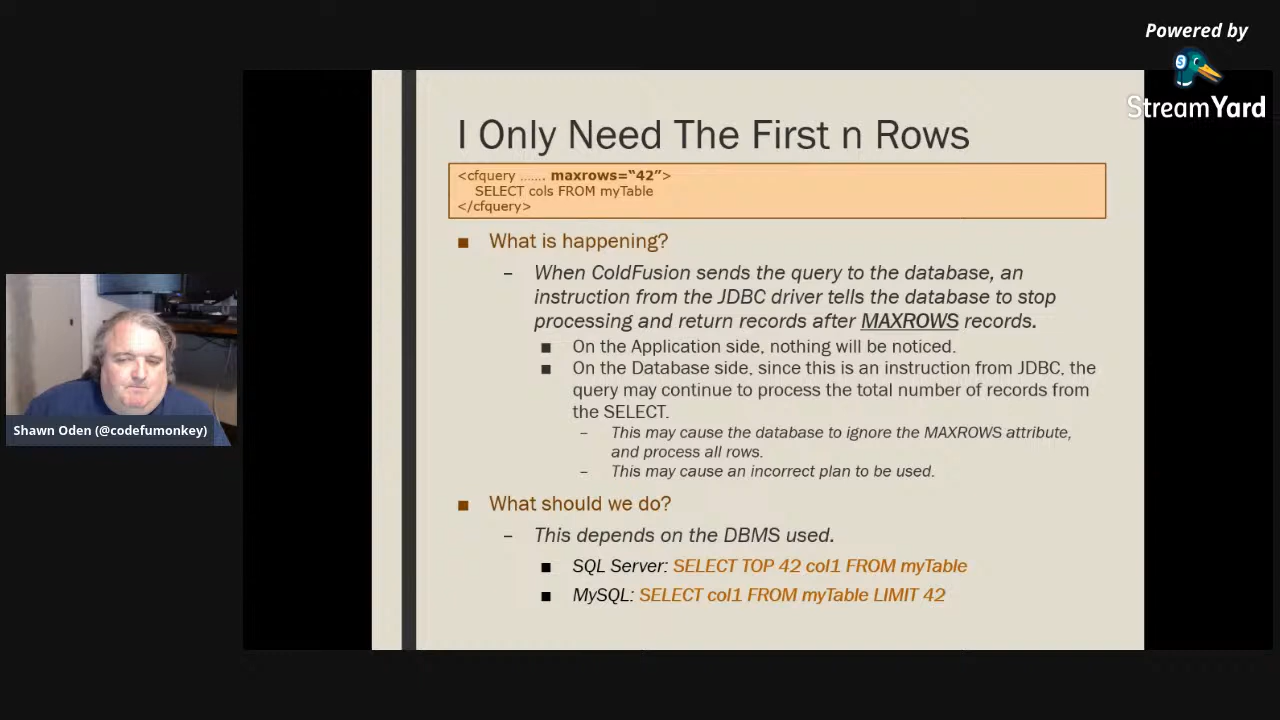 Powered by
StreamYard
I Only Need The First n Rows
<cfquery ....... maxrows=“42”>
SELECT cols FROM myTable
</cfquery>
■ What is happening?
– When ColdFusion sends the query to the database, an
instruction from the JDBC driver tells the database to stop
processing and return records after MAXROWS records.
■ On the Application side, nothing will be noticed.
■ On the Database side, since this is an instruction from JDBC, the
query may continue to process the total number of records from
the SELECT.
– This may cause the database to ignore the MAXROWS attribute,
and process all rows.
– This may cause an incorrect plan to be used.
■ What should we do?
– This depends on the DBMS used.
■ SQL Server: SELECT TOP 42 col1 FROM myTable
■ MySQL: SELECT col1 FROM myTable LIMIT 42
Shawn Oden (@codefumonkey)